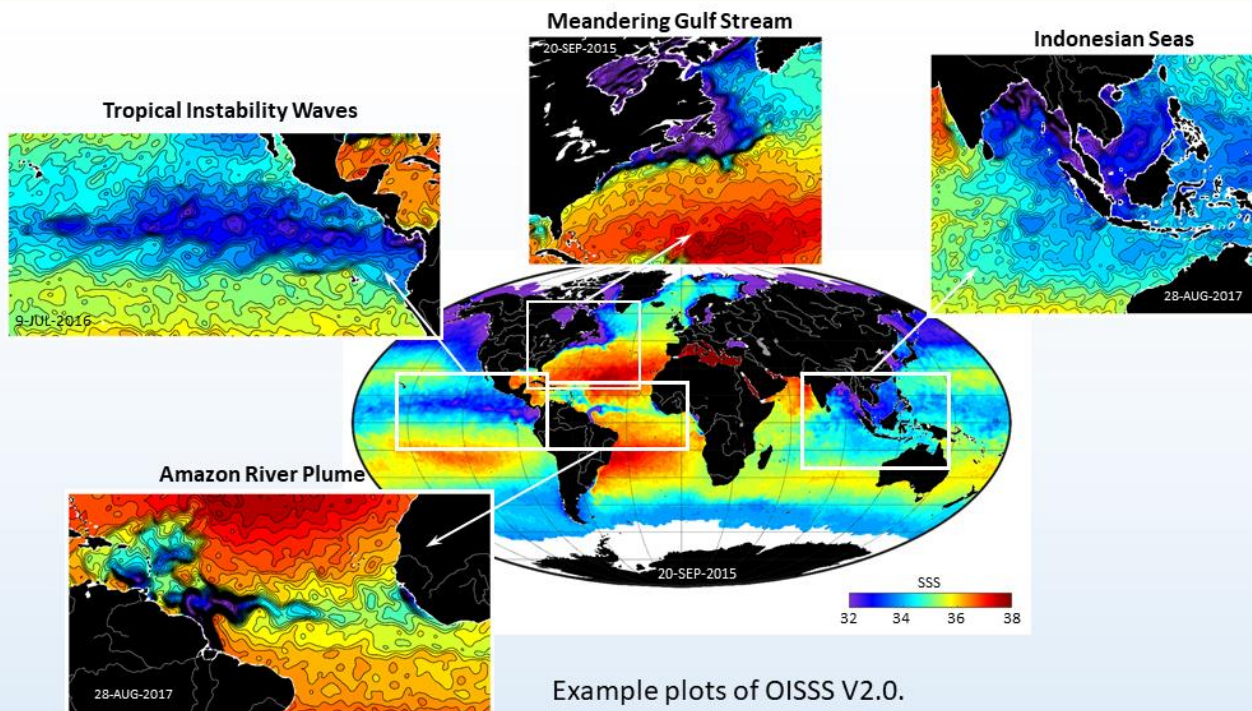 Meandering Gulf Stream
20-SEP-2015
Indonesian Seas
28-AUG-2017
Tropical Instability Waves
9-JUL-2016
Amazon River Plume
28-AUG-2017
20-SEP-2015
SSS
32 34 36 38
Example plots of OISSS V2.0.